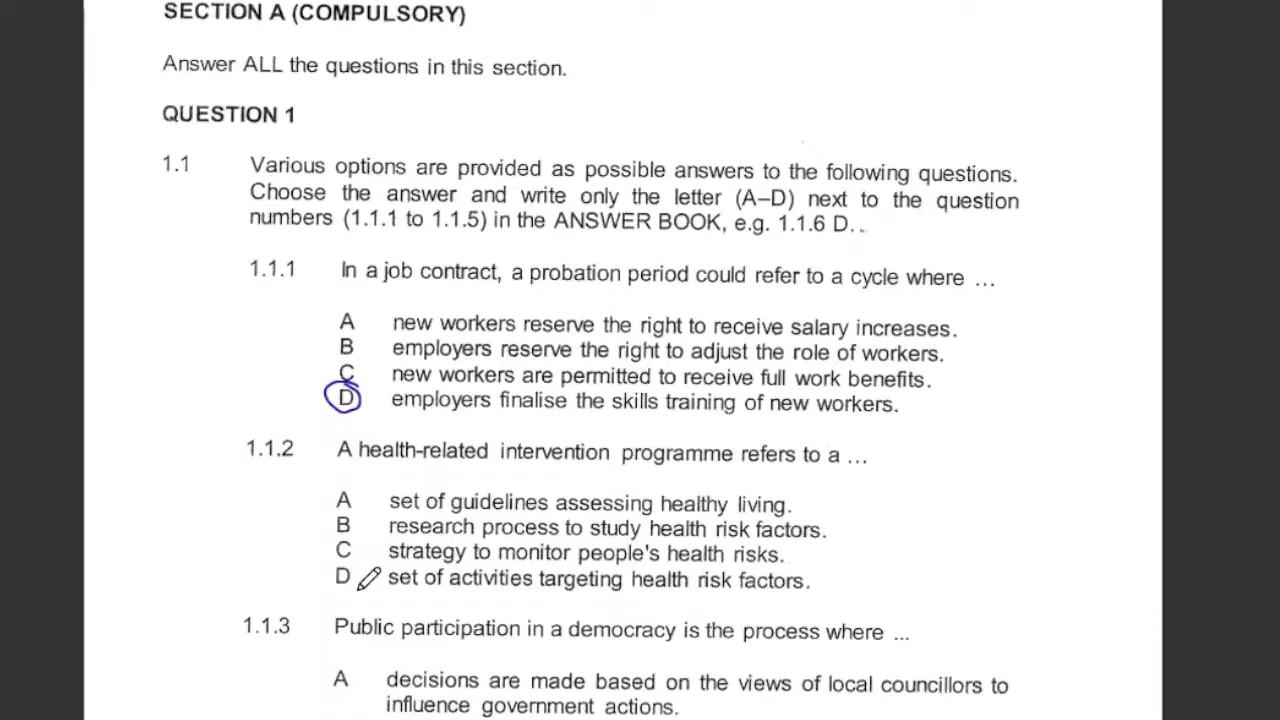 SECTION A (COMPULSORY)
Answer ALL the questions in this section.
QUESTION 1
1.1 Various options are provided as possible answers to the following questions.
Choose the answer and write only the letter (A–D) next to the question
numbers (1.1.1 to 1.1.5) in the ANSWER BOOK, e.g. 1.1.6 D.
1.1.1 In a job contract, a probation period could refer to a cycle where ...
A new workers reserve the right to receive salary increases.
B employers reserve the right to adjust the role of workers.
C new workers are permitted to receive full work benefits.
D employers finalise the skills training of new workers.
1.1.2 A health-related intervention programme refers to a ...
A set of guidelines assessing healthy living.
B research process to study health risk factors.
C strategy to monitor people's health risks.
D set of activities targeting health risk factors.
1.1.3 Public participation in a democracy is the process where ...
A decisions are made based on the views of local councillors to
influence government actions.